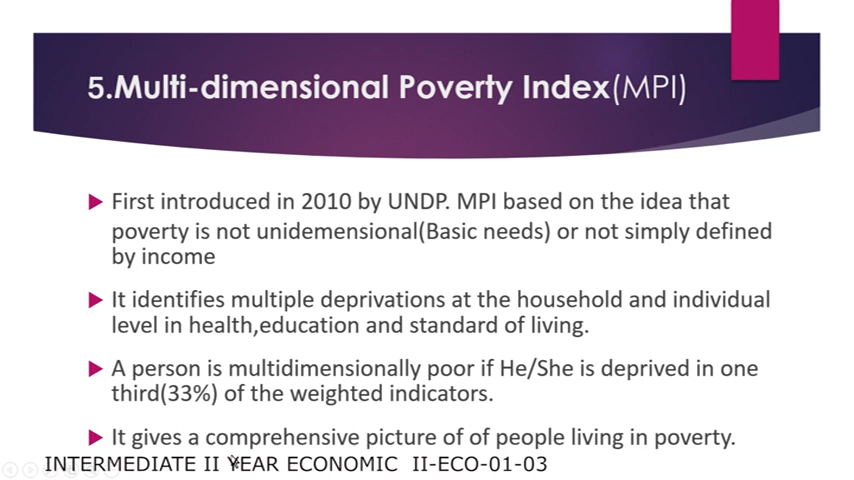 5.Multi-dimensional Poverty Index(MPI)
First introduced in 2010 by UNDP. MPI based on the idea that
poverty is not unidemensional(Basic needs) or not simply defined
by income
It identifies multiple deprivations at the household and individual
level in health,education and standard of living.
A person is multidimensionally poor if He/She is deprived in one
third(33%) of the weighted indicators.
It gives a comprehensive picture of of people living in poverty.
INTERMEDIATE II YEAR ECONOMIC II-ECO-01-03